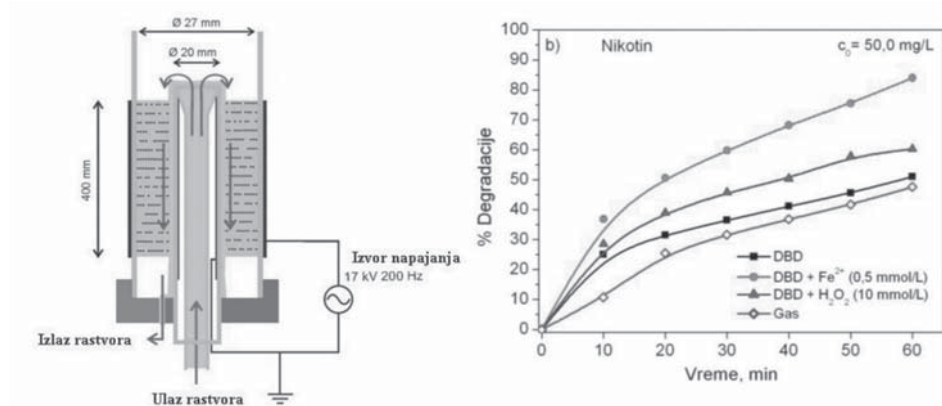 Ø 27 mm
Ø 20 mm
400 mm
Izvor napajanja
17 kV 200 Hz
Izlaz rastvora
Ulaz rastvora
b) Nikotin c₀= 50,0 mg/L
% Degradacije
100
90
80
70
60
50
40
30
20
10
0
DBD
DBD + Fe²⁺ (0,5 mmol/L)
DBD + H₂O₂ (10 mmol/L)
Gas
0 10 20 30 40 50 60
Vreme, min